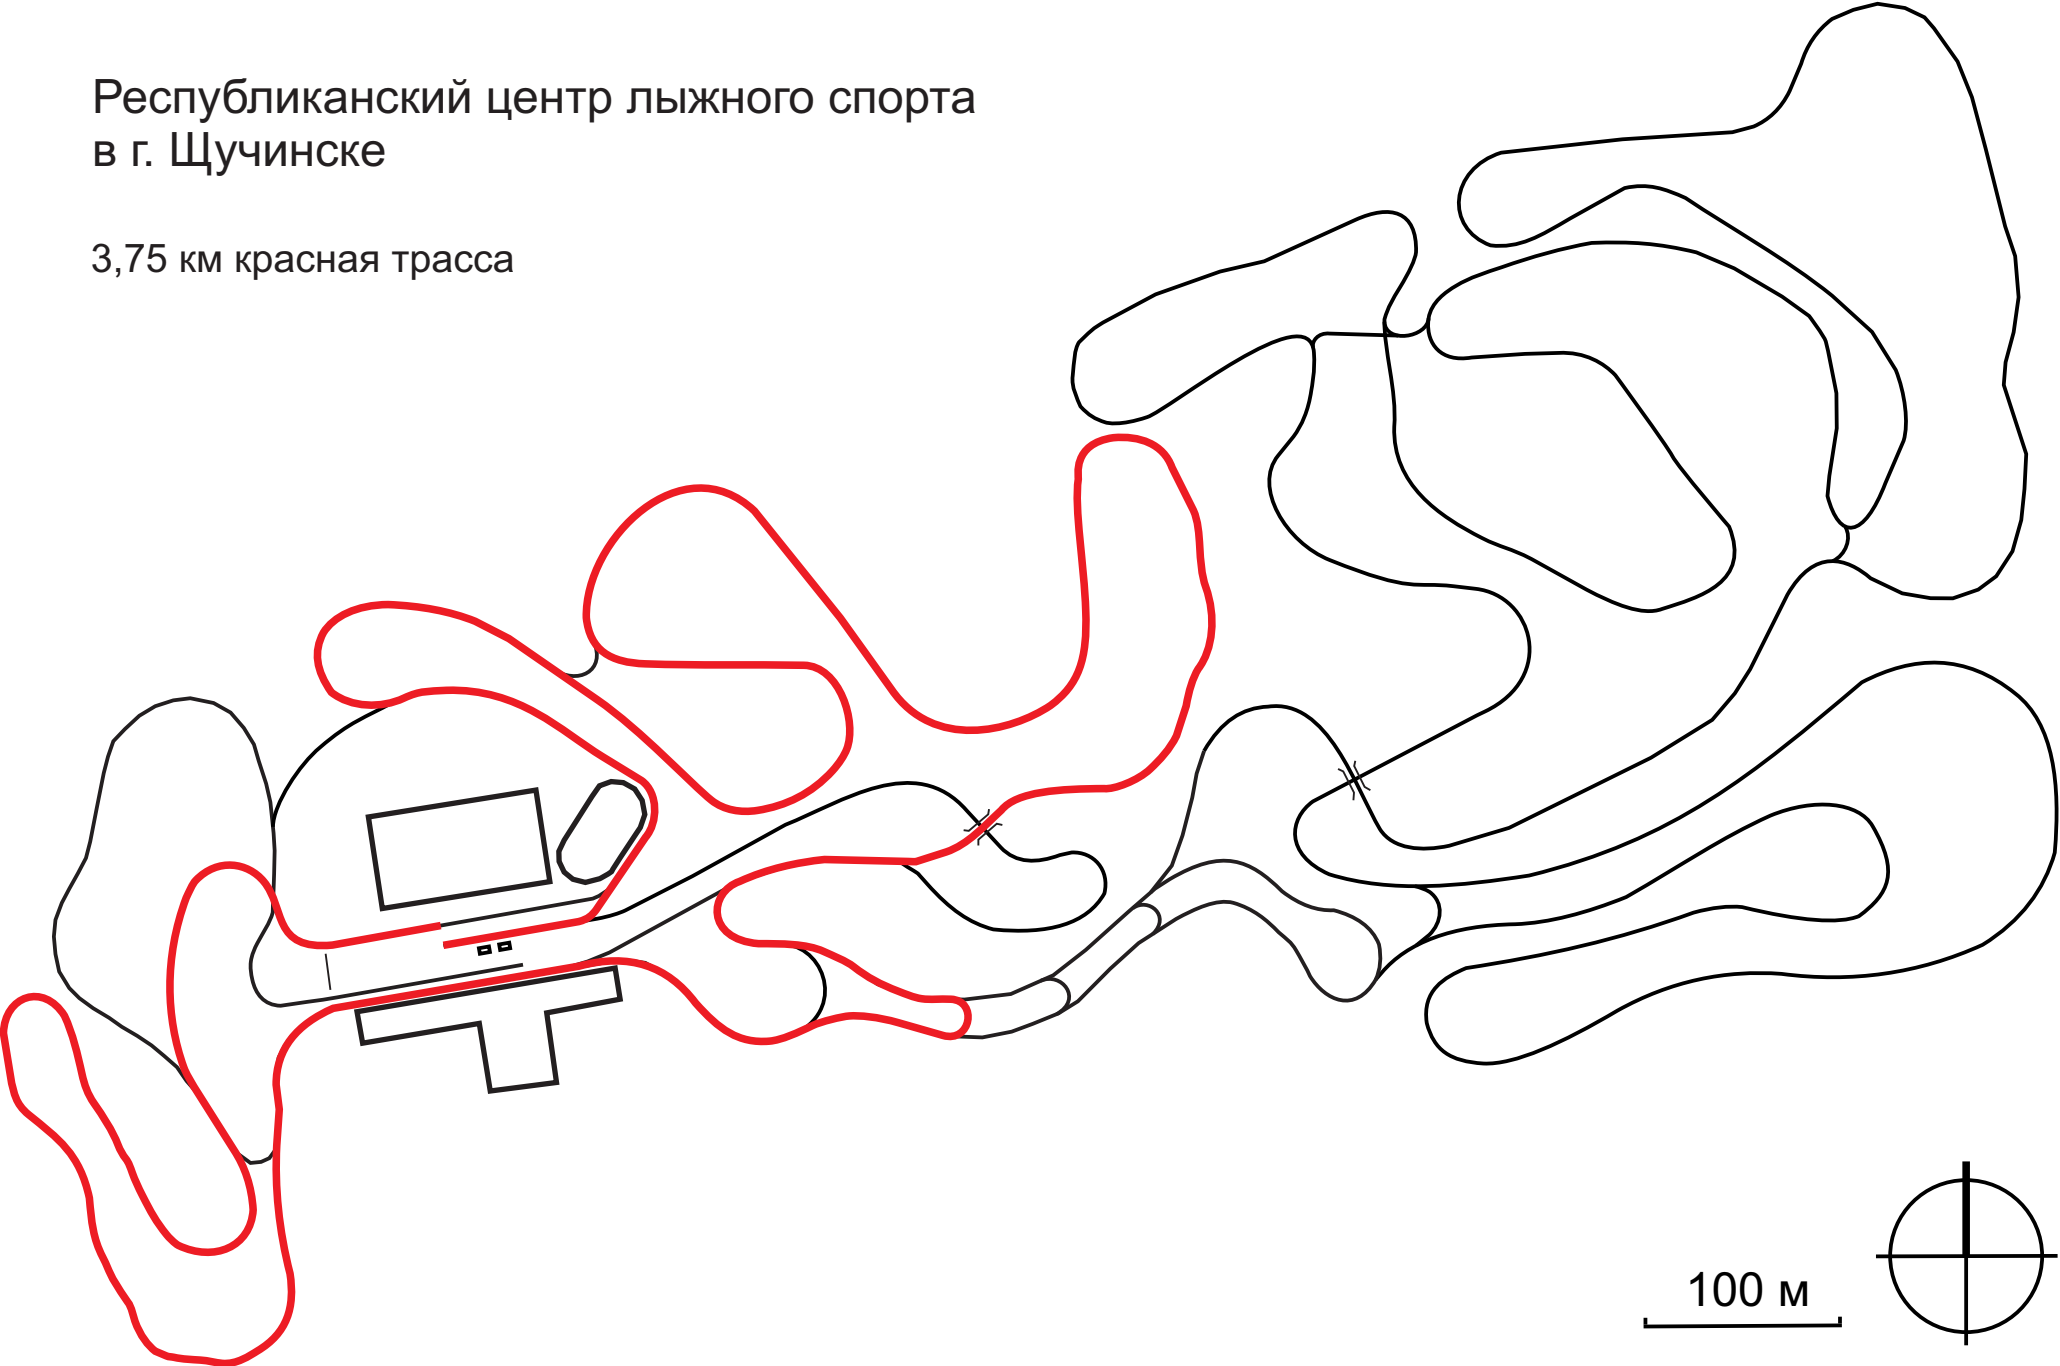 Республиканский центр лыжного спорта
в г. Щучинске
3,75 км красная трасса
100 м